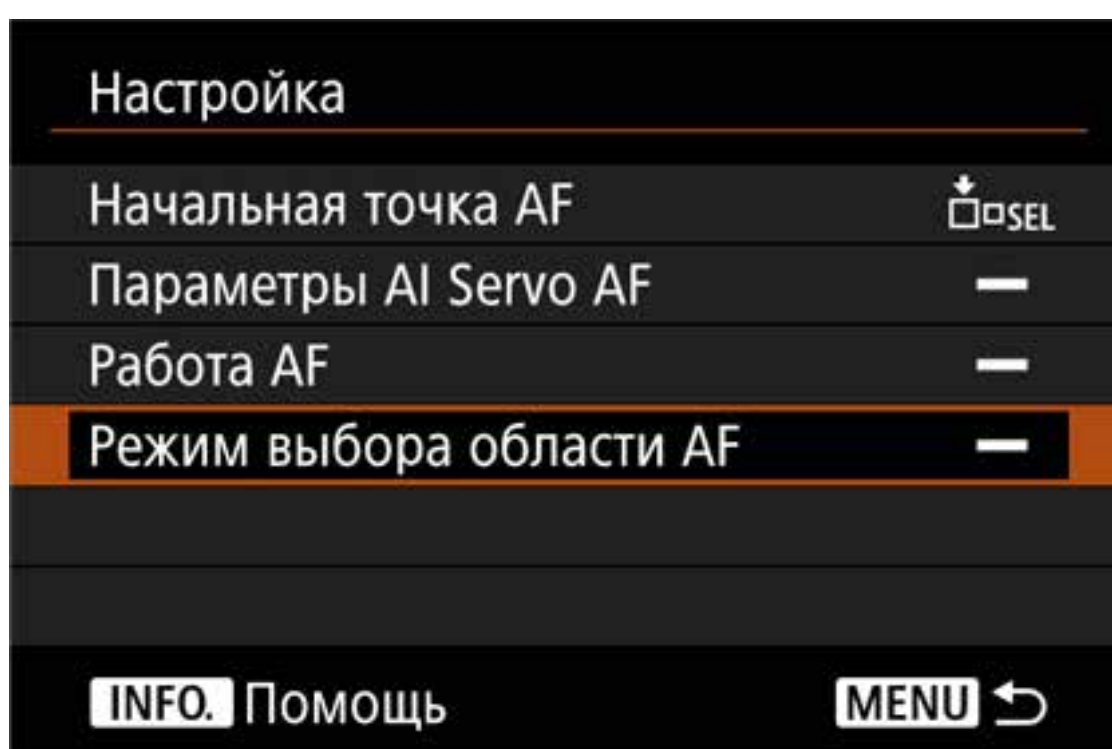 Настройка
Начальная точка AF SEL
Параметры AI Servo AF
Работа AF
Режим выбора области AF
INFO. Помощь MENU